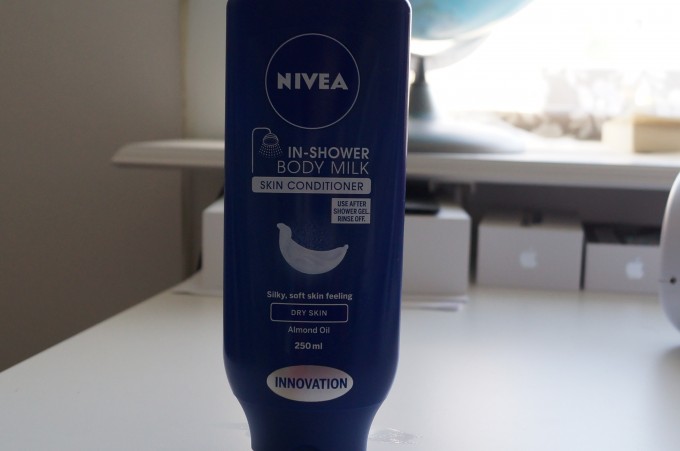 NIVEA
IN-SHOWER
BODY MILK
SKIN CONDITIONER
USE AFTER
SHOWER GEL.
RINSE OFF.
Silky, soft skin feeling
DRY SKIN
Almond Oil
250 ml
INNOVATION